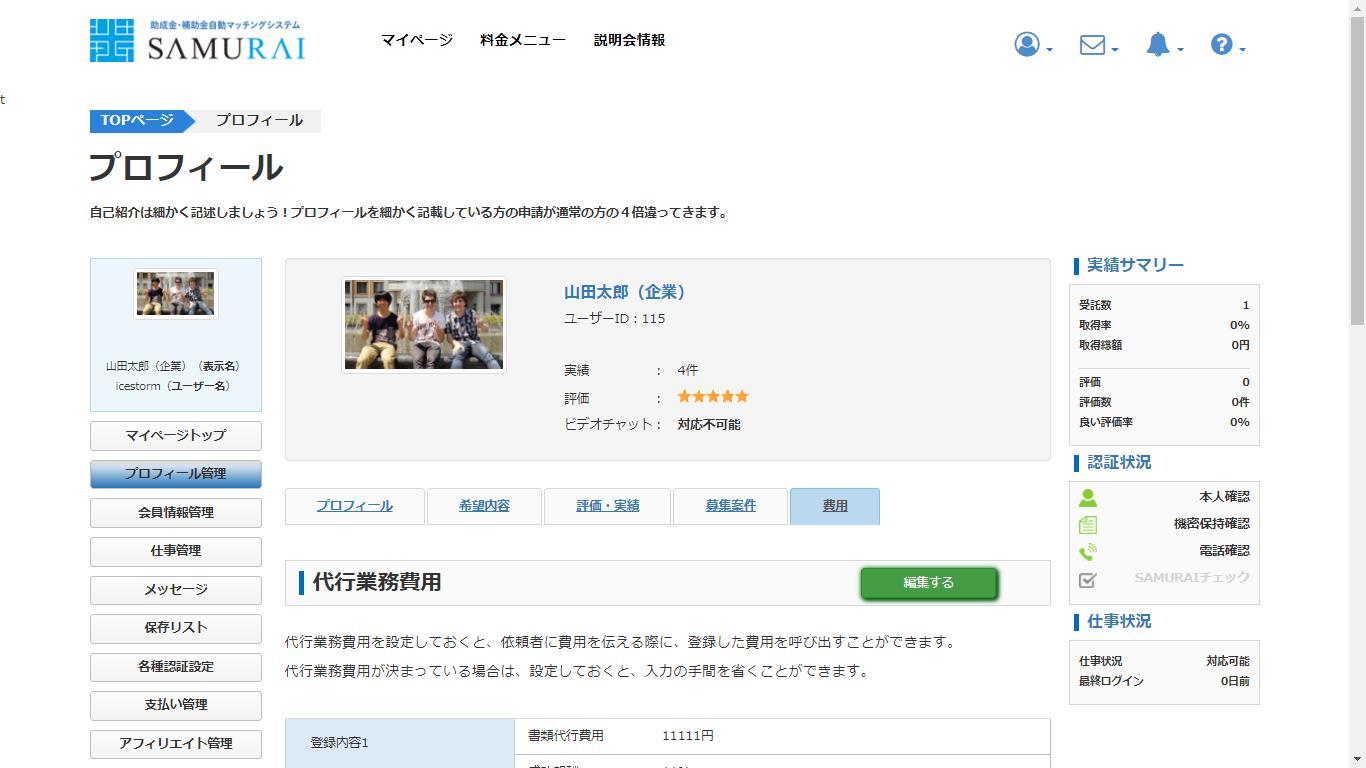 助成金・補助金自動マッチングシステム
SAMURAI
マイページ 料金メニュー 説明会情報
t
TOPページ プロフィール
プロフィール
自己紹介は細かく記述しましょう！プロフィールを細かく記載している方の申請が通常の方の４倍違ってきます。
山田太郎（企業）（表示名）
icestorm（ユーザー名）
マイページトップ
プロフィール管理
会員情報管理
仕事管理
メッセージ
保存リスト
各種認証設定
支払い管理
アフィリエイト管理
山田太郎（企業）
ユーザーID：115
実績 ： 4件
評価 ： ★★★★★
ビデオチャット： 対応不可能
プロフィール 希望内容 評価・実績 募集案件 費用
代行業務費用 編集する
代行業務費用を設定しておくと、依頼者に費用を伝える際に、登録した費用を呼び出すことができます。
代行業務費用が決まっている場合は、設定しておくと、入力の手間を省くことができます。
登録内容1 書類代行費用 11111円
実績サマリー
受託数 1
取得率 0%
取得総額 0円
評価 0
評価数 0件
良い評価率 0%
認証状況
本人確認
機密保持確認
電話確認
SAMURAIチェック
仕事状況
仕事状況 対応可能
最終ログイン 0日前